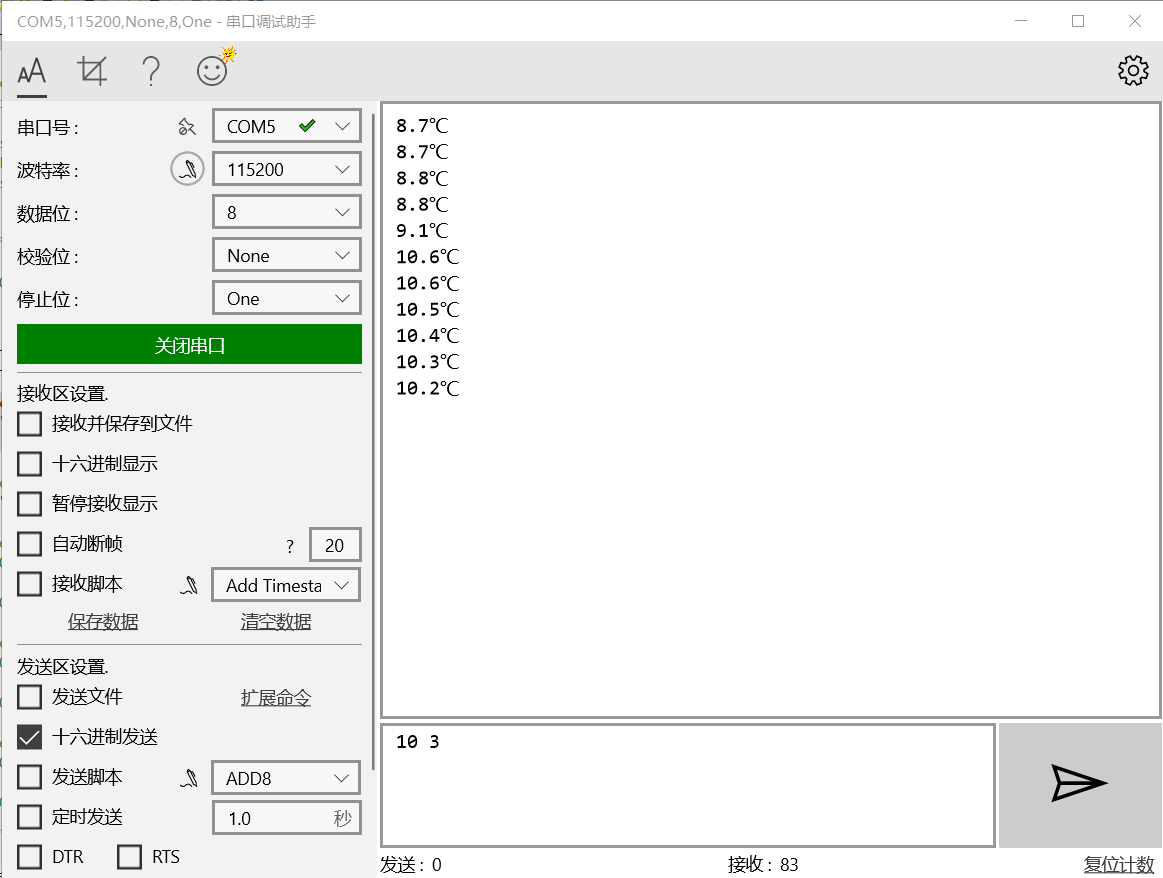 COM5,115200,None,8,One - 串口调试助手
串口号：
COM5
波特率：
115200
数据位：
8
校验位：
None
停止位：
One
关闭串口
接收区设置.
接收并保存到文件
十六进制显示
暂停接收显示
自动断帧
?
20
接收脚本
Add Timesta
保存数据
清空数据
发送区设置.
发送文件
扩展命令
十六进制发送
发送脚本
ADD8
定时发送
1.0
秒
DTR
RTS
8.7℃
8.7℃
8.8℃
8.8℃
9.1℃
10.6℃
10.6℃
10.5℃
10.4℃
10.3℃
10.2℃
10 3
发送：0
接收：83
复位计数